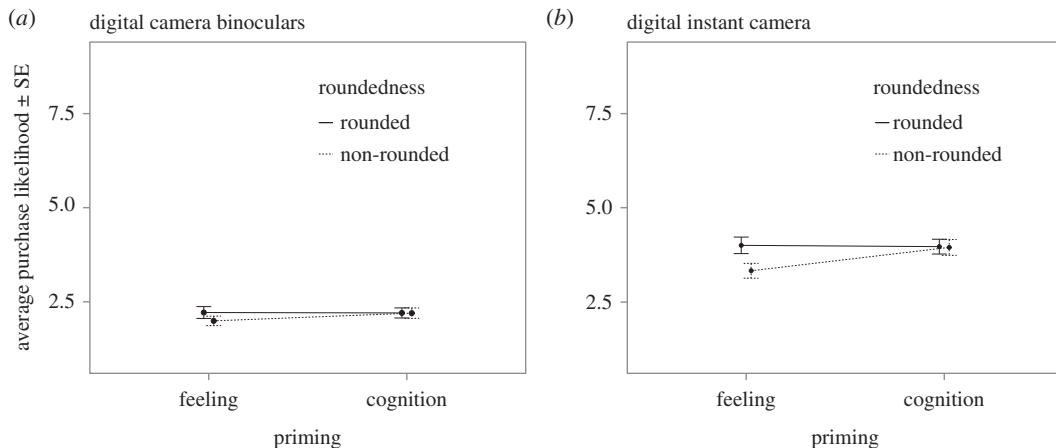 (a) digital camera binoculars
average purchase likelihood ± SE
7.5
5.0
2.5
roundedness
rounded
non-rounded
feeling cognition
priming
(b) digital instant camera
7.5
5.0
2.5
roundedness
rounded
non-rounded
feeling cognition
priming